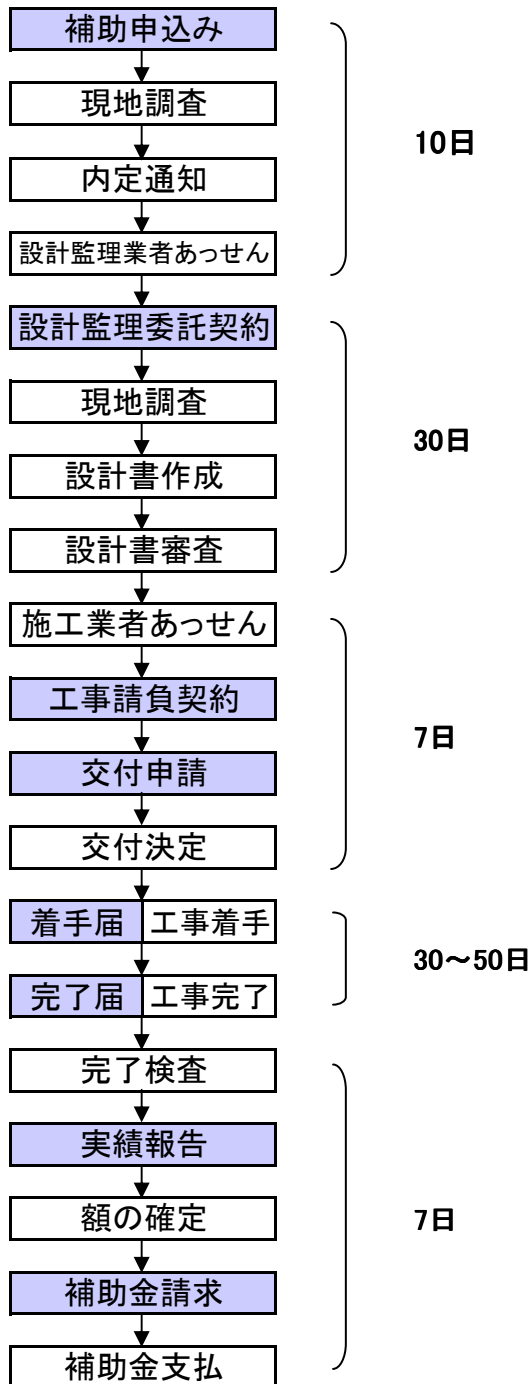 補助申込み
現地調査
10日
内定通知
設計監理業者あっせん
設計監理委託契約
現地調査
30日
設計書作成
設計書審査
施工業者あっせん
工事請負契約
7日
交付申請
交付決定
着手届 工事着手
30～50日
完了届 工事完了
完了検査
実績報告
額の確定
7日
補助金請求
補助金支払